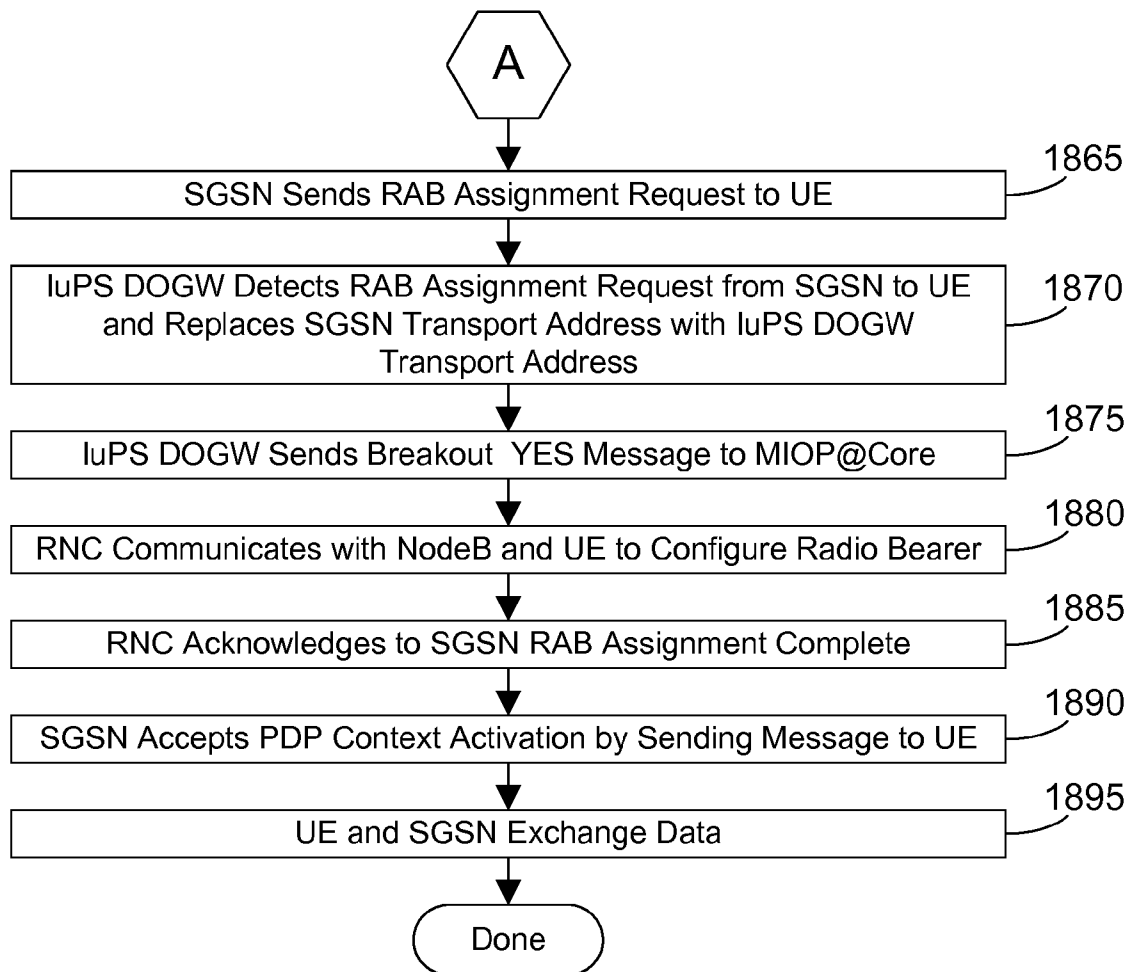 A
1865
SGSN Sends RAB Assignment Request to UE
IuPS DOGW Detects RAB Assignment Request from SGSN to UE
and Replaces SGSN Transport Address with IuPS DOGW
Transport Address
1870
1875
IuPS DOGW Sends Breakout YES Message to MIOP@Core
1880
RNC Communicates with NodeB and UE to Configure Radio Bearer
1885
RNC Acknowledges to SGSN RAB Assignment Complete
1890
SGSN Accepts PDP Context Activation by Sending Message to UE
1895
UE and SGSN Exchange Data
Done